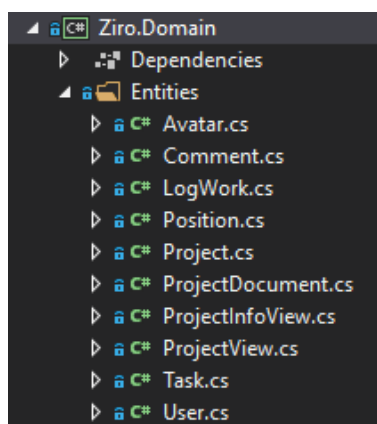 C# Ziro.Domain
Dependencies
Entities
C# Avatar.cs
C# Comment.cs
C# LogWork.cs
C# Position.cs
C# Project.cs
C# ProjectDocument.cs
C# ProjectInfoView.cs
C# ProjectView.cs
C# Task.cs
C# User.cs